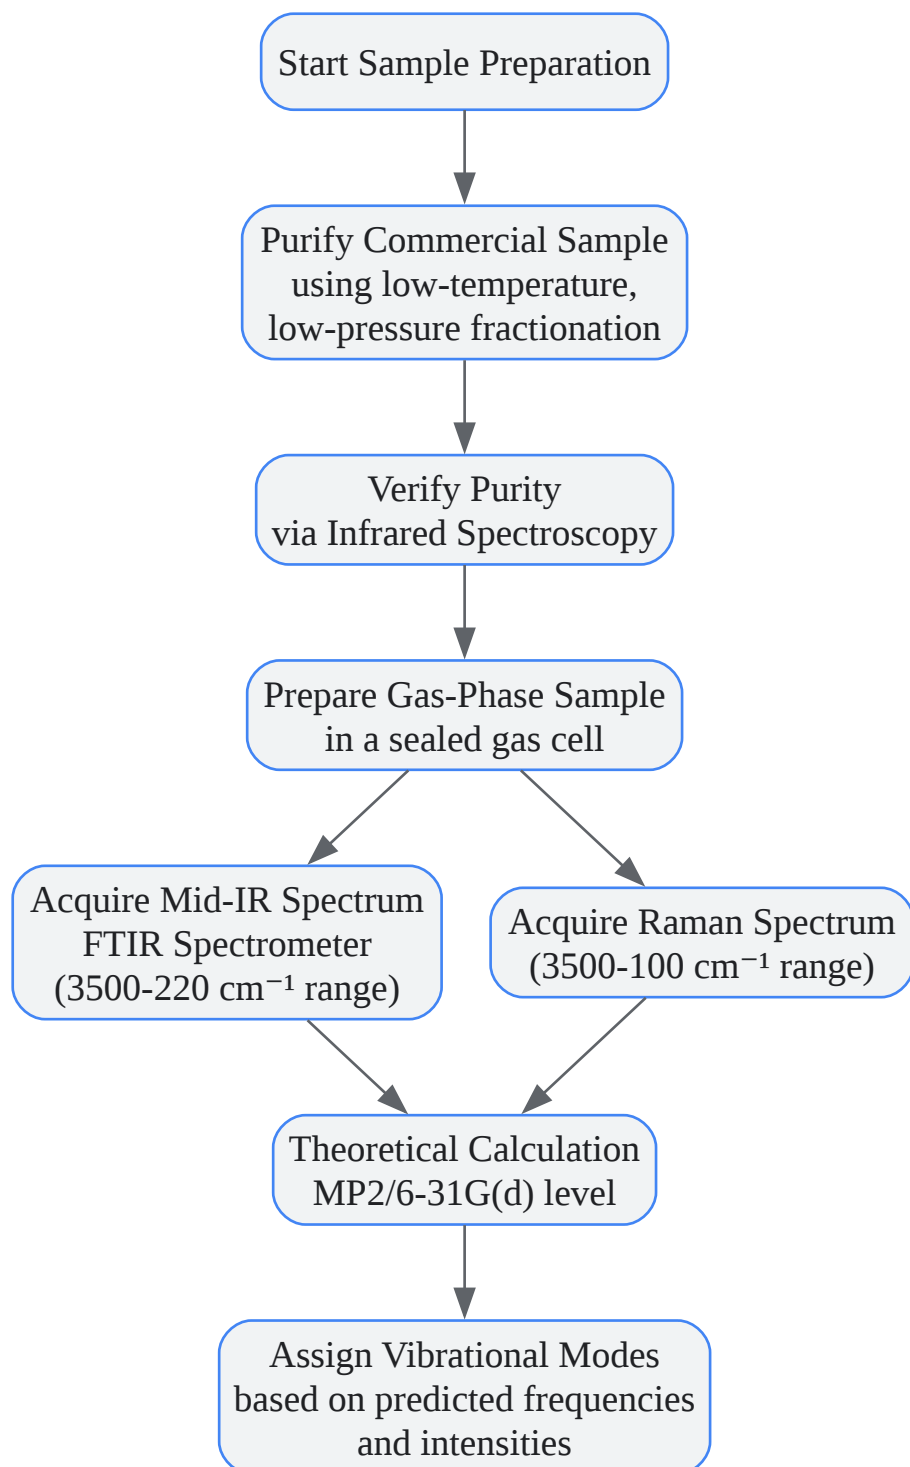 Start Sample Preparation
Purify Commercial Sample
using low-temperature,
low-pressure fractionation
Verify Purity
via Infrared Spectroscopy
Prepare Gas-Phase Sample
in a sealed gas cell
Acquire Mid-IR Spectrum
FTIR Spectrometer
(3500-220 cm⁻¹ range)
Acquire Raman Spectrum
(3500-100 cm⁻¹ range)
Theoretical Calculation
MP2/6-31G(d) level
Assign Vibrational Modes
based on predicted frequencies
and intensities